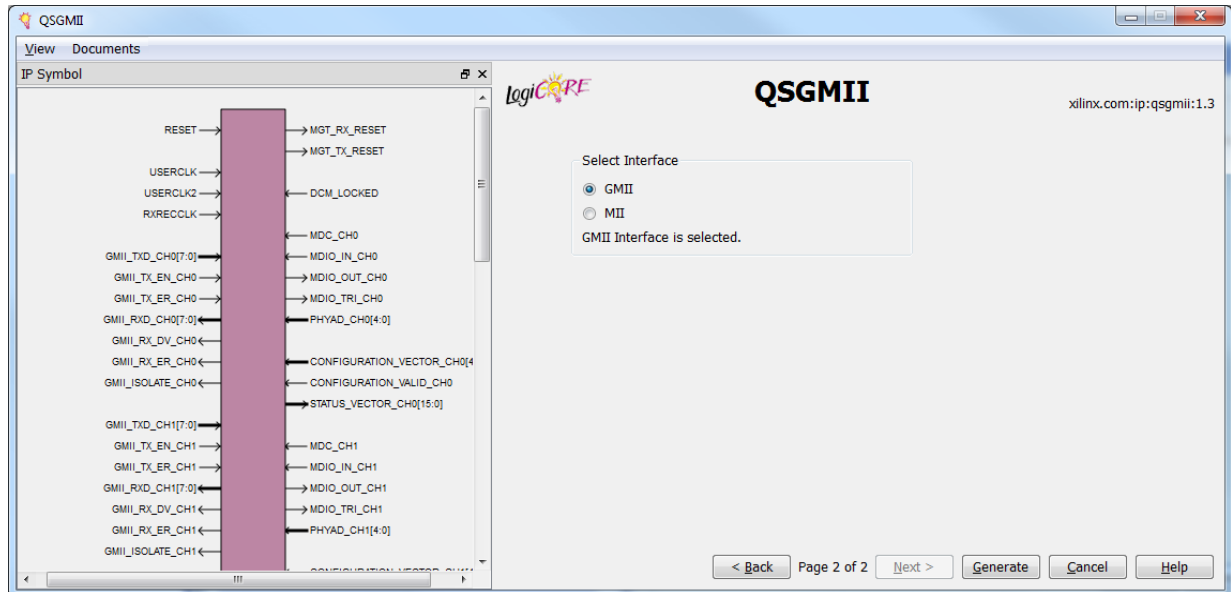 QSGMII
View Documents
IP Symbol
RESET
USERCLK
USERCLK2
RXRECCLK
GMII_TXD_CH0[7:0]
GMII_TX_EN_CH0
GMII_TX_ER_CH0
GMII_RXD_CH0[7:0]
GMII_RX_DV_CH0
GMII_RX_ER_CH0
GMII_ISOLATE_CH0
GMII_TXD_CH1[7:0]
GMII_TX_EN_CH1
GMII_TX_ER_CH1
GMII_RXD_CH1[7:0]
GMII_RX_DV_CH1
GMII_RX_ER_CH1
GMII_ISOLATE_CH1
MGT_RX_RESET
MGT_TX_RESET
DCM_LOCKED
MDC_CH0
MDIO_IN_CH0
MDIO_OUT_CH0
MDIO_TRI_CH0
PHYAD_CH0[4:0]
CONFIGURATION_VECTOR_CH0[4
CONFIGURATION_VALID_CH0
STATUS_VECTOR_CH0[15:0]
MDC_CH1
MDIO_IN_CH1
MDIO_OUT_CH1
MDIO_TRI_CH1
PHYAD_CH1[4:0]
LogiCORE
QSGMII
xilinx.com:ip:qsgmii:1.3
Select Interface
GMII
MII
GMII Interface is selected.
< Back Page 2 of 2 Next > Generate Cancel Help